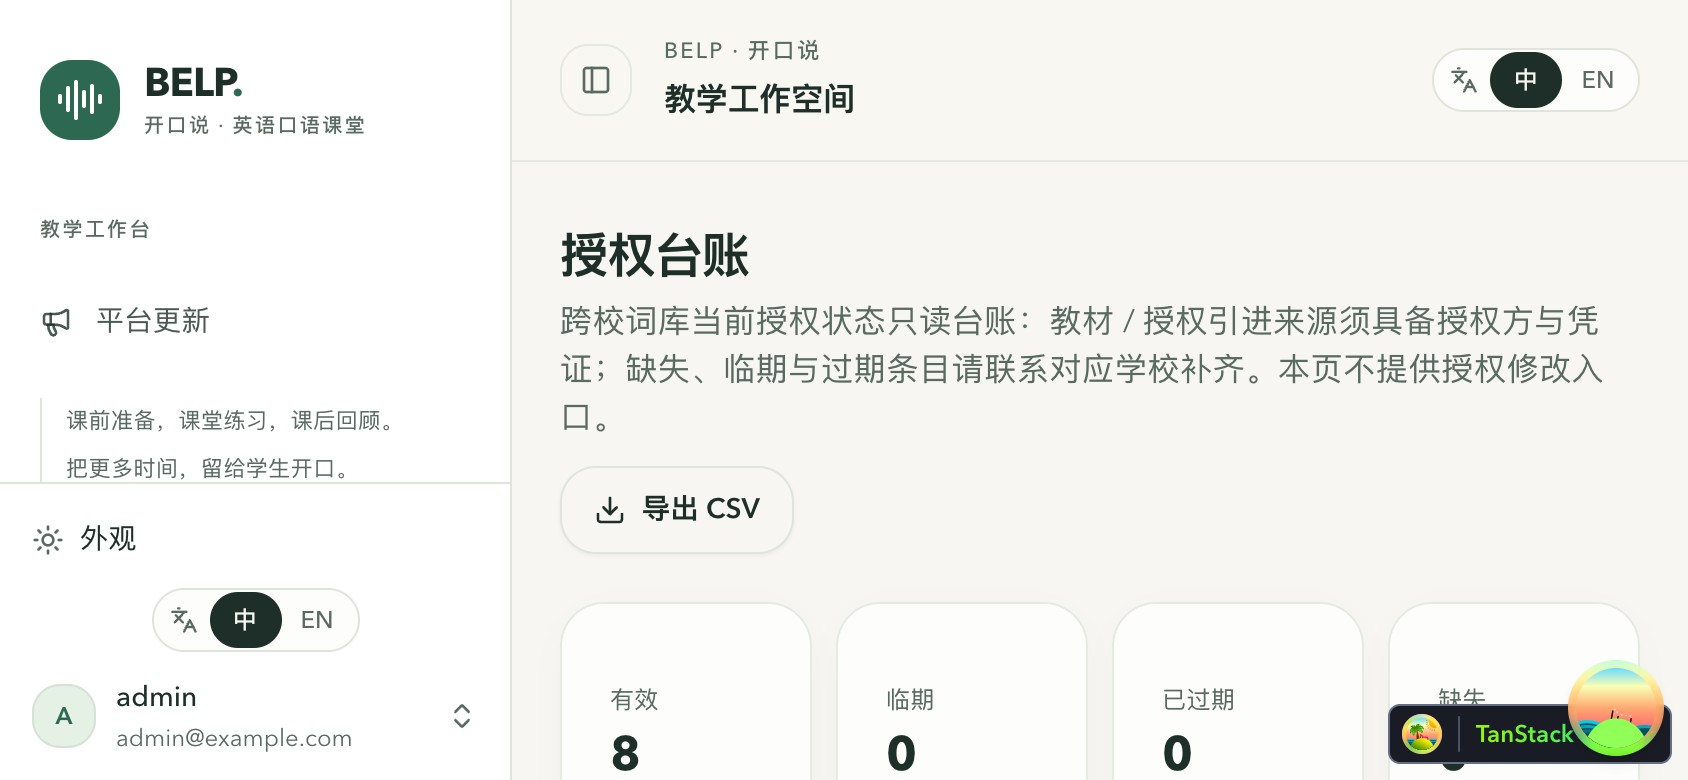 BELP.
开口说 · 英语口语课堂
教学工作台
平台更新
课前准备，课堂练习，课后回顾。
把更多时间，留给学生开口。
外观
中 EN
A
admin
admin@example.com
BELP · 开口说
教学工作空间
中 EN
授权台账
跨校词库当前授权状态只读台账：教材 / 授权引进来源须具备授权方与凭
证；缺失、临期与过期条目请联系对应学校补齐。本页不提供授权修改入
口。
导出 CSV
有效
8
临期
0
已过期
0
缺失
TanStack